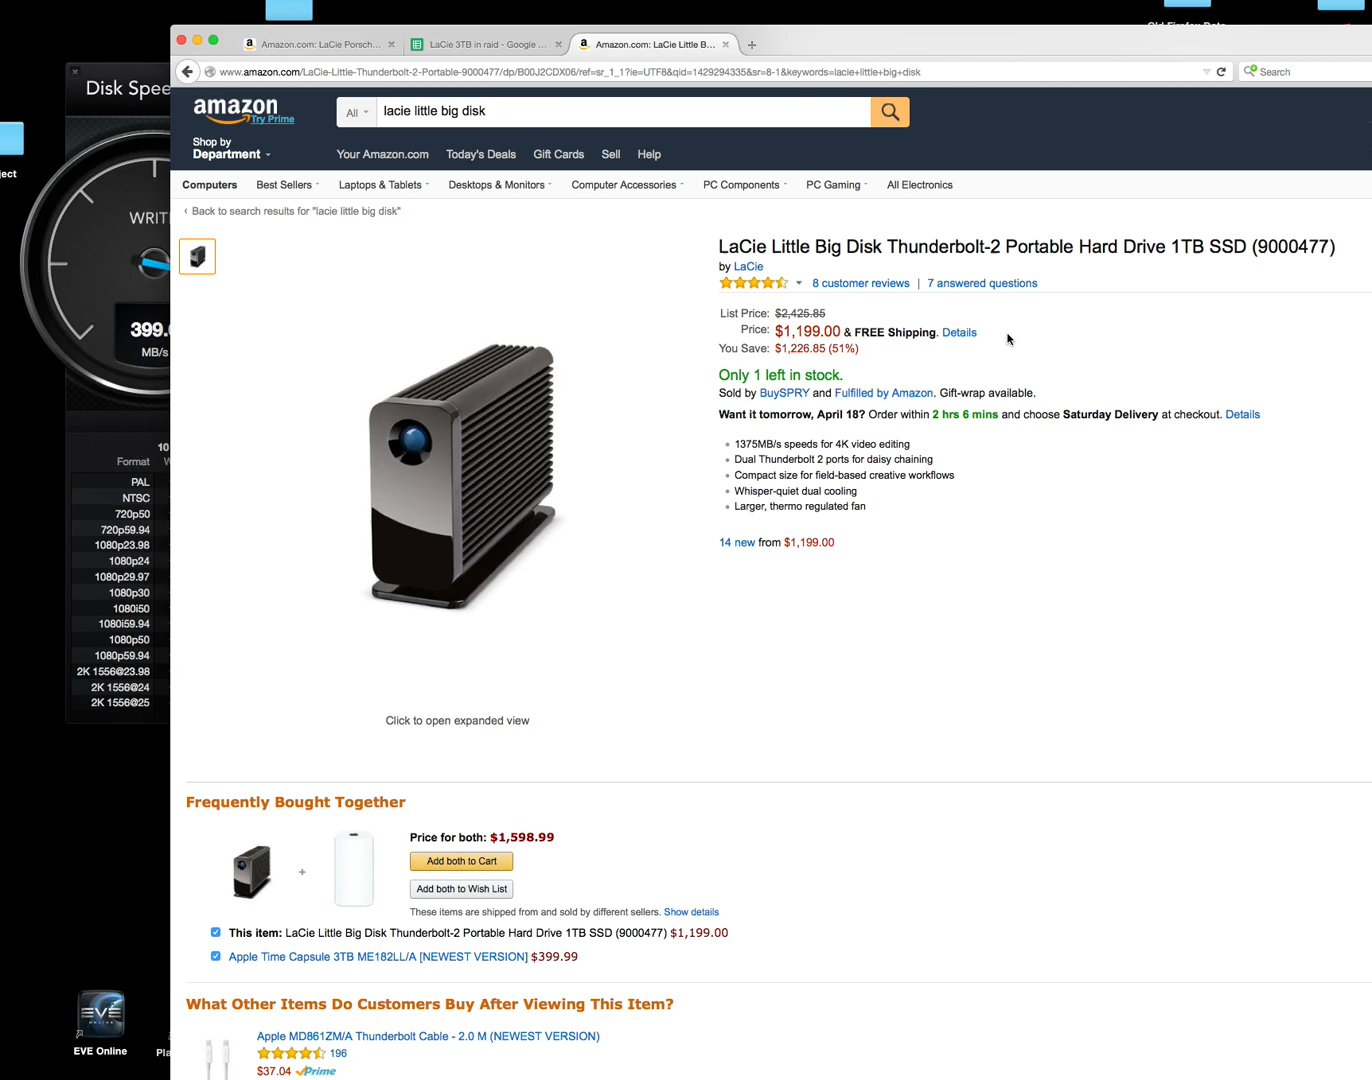 Amazon.com: LaCie Porsch...
LaCie 3TB in raid - Google ...
Amazon.com: LaCie Little B...
www.amazon.com/LaCie-Little-Thunderbolt-2-Portable-9000477/dp/B00J2CDX06/ref=sr_1_1?ie=UTF8&qid=1429294335&sr=8-1&keywords=lacie+little+big+disk
Search
Disk Spee
WRIT
399.
MB/s
10
Format
PAL
NTSC
720p50
720p59.94
1080p23.98
1080p24
1080p29.97
1080p30
1080i50
1080i59.94
1080p50
1080p59.94
2K 1556@23.98
2K 1556@24
2K 1556@25
ject
EVE
ONLINE
EVE Online
Pla
amazon
Try Prime
All
lacie little big disk
Shop by
Department
Your Amazon.com
Today's Deals
Gift Cards
Sell
Help
Computers
Best Sellers
Laptops & Tablets
Desktops & Monitors
Computer Accessories
PC Components
PC Gaming
All Electronics
‹ Back to search results for "lacie little big disk"
LaCie Little Big Disk Thunderbolt-2 Portable Hard Drive 1TB SSD (9000477)
by LaCie
8 customer reviews | 7 answered questions
List Price: $2,425.85
Price: $1,199.00 & FREE Shipping. Details
You Save: $1,226.85 (51%)
Only 1 left in stock.
Sold by BuySPRY and Fulfilled by Amazon. Gift-wrap available.
Want it tomorrow, April 18? Order within 2 hrs 6 mins and choose Saturday Delivery at checkout. Details
1375MB/s speeds for 4K video editing
Dual Thunderbolt 2 ports for daisy chaining
Compact size for field-based creative workflows
Whisper-quiet dual cooling
Larger, thermo regulated fan
14 new from $1,199.00
Click to open expanded view
Frequently Bought Together
Price for both: $1,598.99
Add both to Cart
Add both to Wish List
These items are shipped from and sold by different sellers. Show details
This item: LaCie Little Big Disk Thunderbolt-2 Portable Hard Drive 1TB SSD (9000477) $1,199.00
Apple Time Capsule 3TB ME182LL/A [NEWEST VERSION] $399.99
What Other Items Do Customers Buy After Viewing This Item?
Apple MD861ZM/A Thunderbolt Cable - 2.0 M (NEWEST VERSION)
196
$37.04 Prime